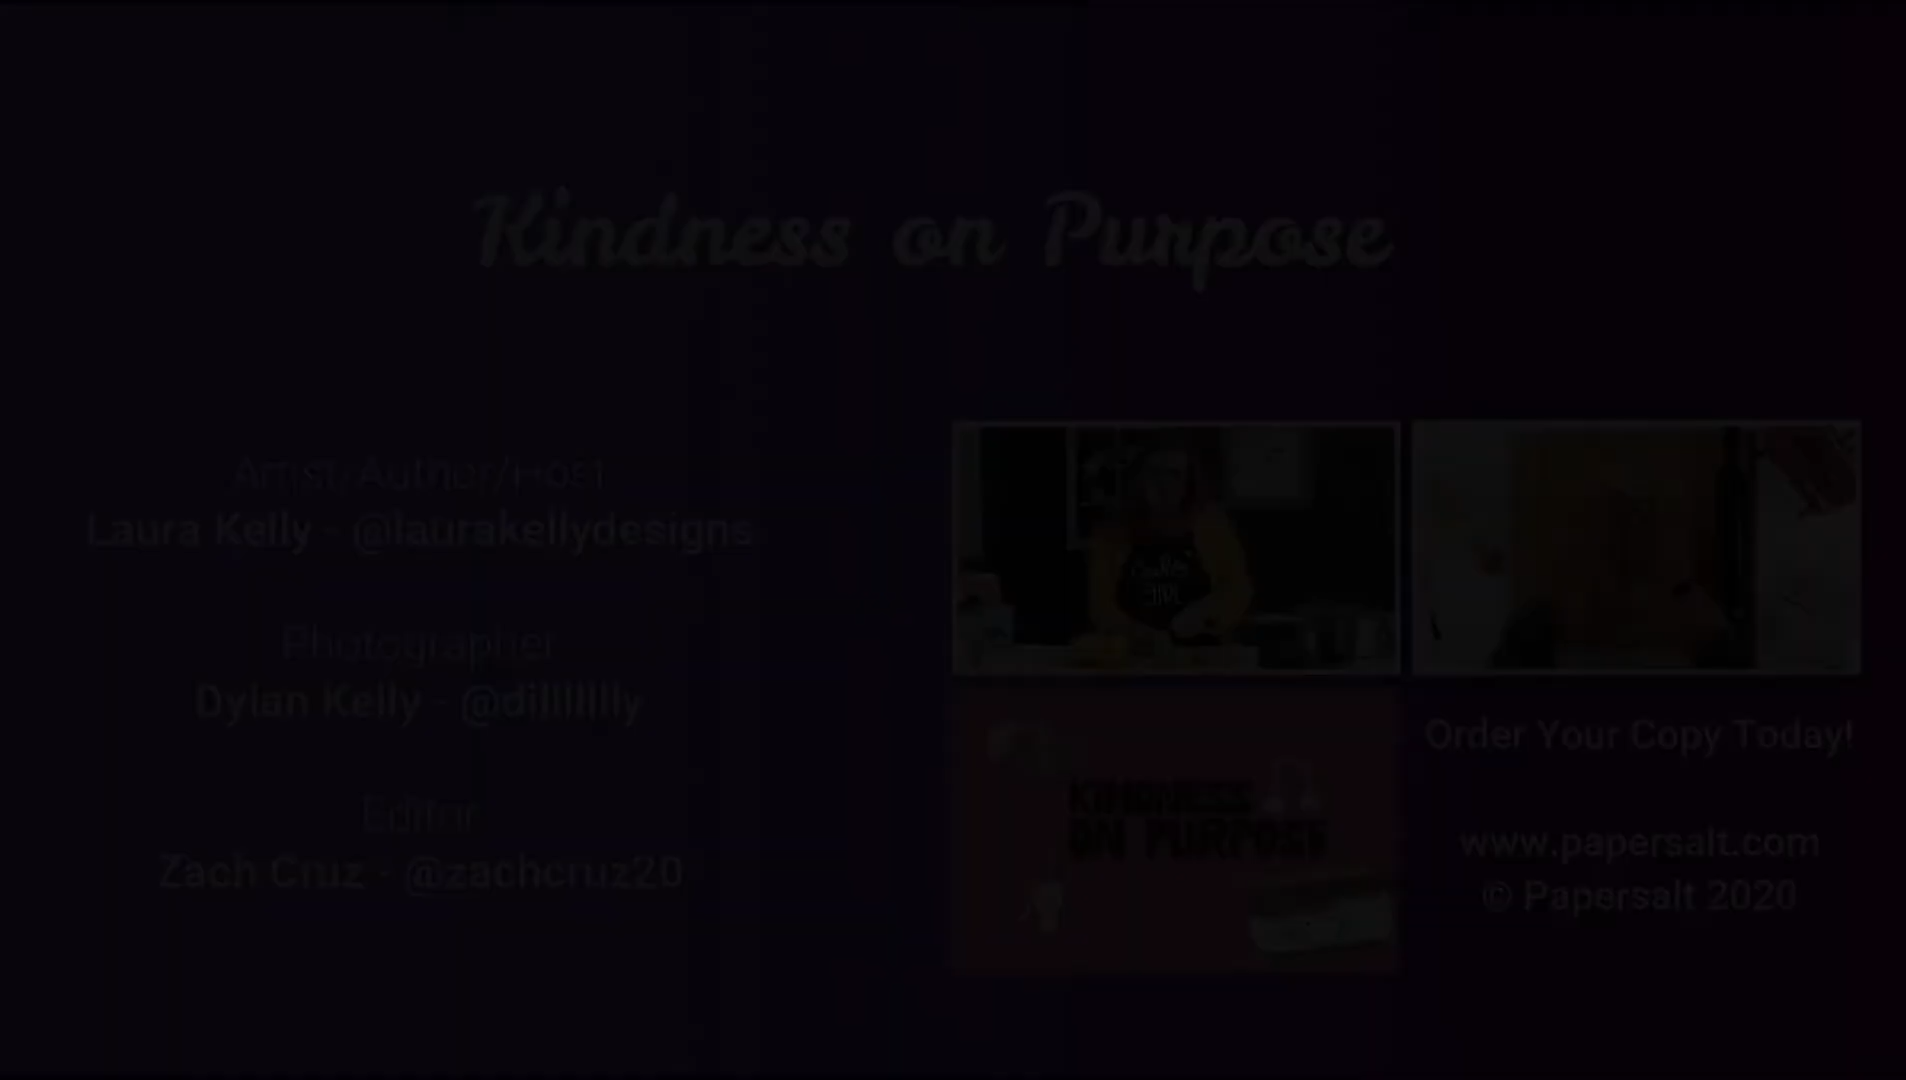 Kindness on Purpose
Artist/Author/Host
Laura Kelly - @laurakellydesigns
Photographer
Dylan Kelly - @dillllllly
Editor
Zach Cruz - @zachcruz20
KINDNESS
ON PURPOSE
Order Your Copy Today!
www.papersalt.com
© Papersalt 2020